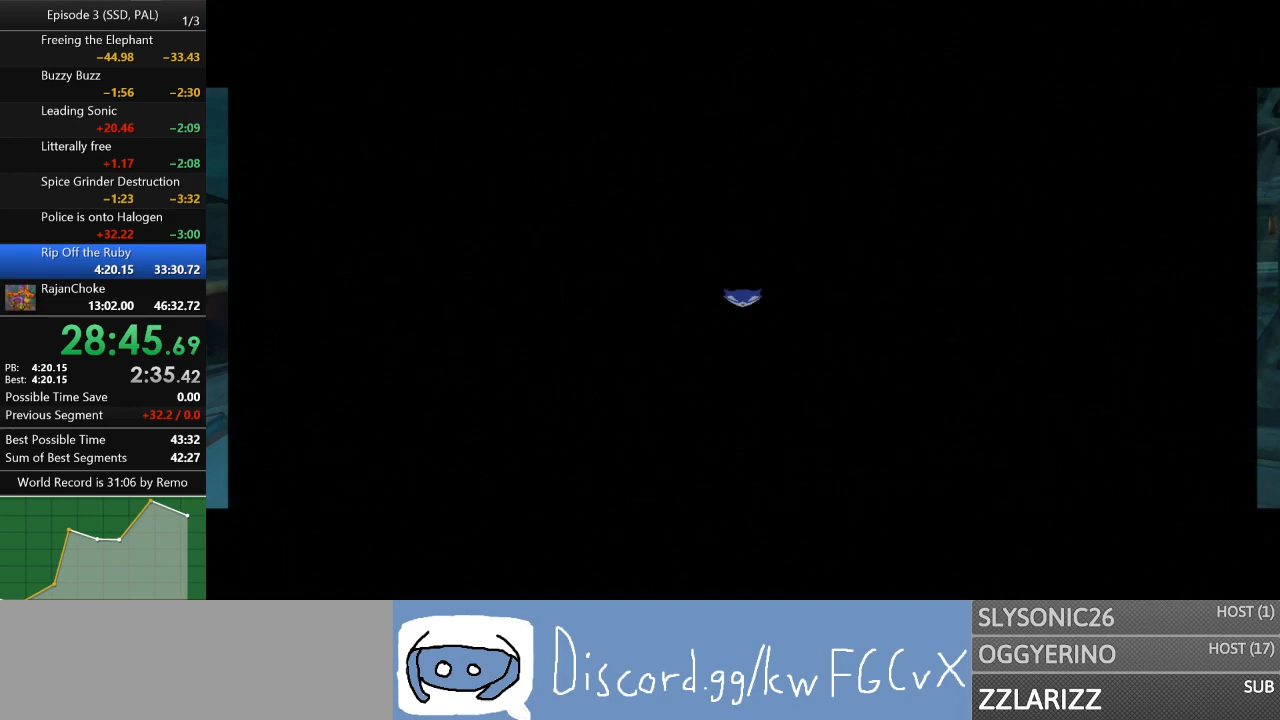 Episode 3 (SSD, PAL) 1/3
Freeing the Elephant
−44.98 −33.43
Buzzy Buzz
−1:56 −2:30
Leading Sonic
+20.46 −2:09
Litterally free
+1.17 −2:08
Spice Grinder Destruction
−1:23 −3:32
Police is onto Halogen
+32.22 −3:00
Rip Off the Ruby
4:20.15 33:30.72
RajanChoke
13:02.00 46:32.72
28:45.69
PB: 4:20.15
Best: 4:20.15
2:35.42
Possible Time Save 0.00
Previous Segment +32.2 / 0.0
Best Possible Time 43:32
Sum of Best Segments 42:27
World Record is 31:06 by Remo
Discord.gg/kwFGCvX
SLYSONIC26 HOST (1)
OGGYERINO HOST (17)
ZZLARIZZ SUB